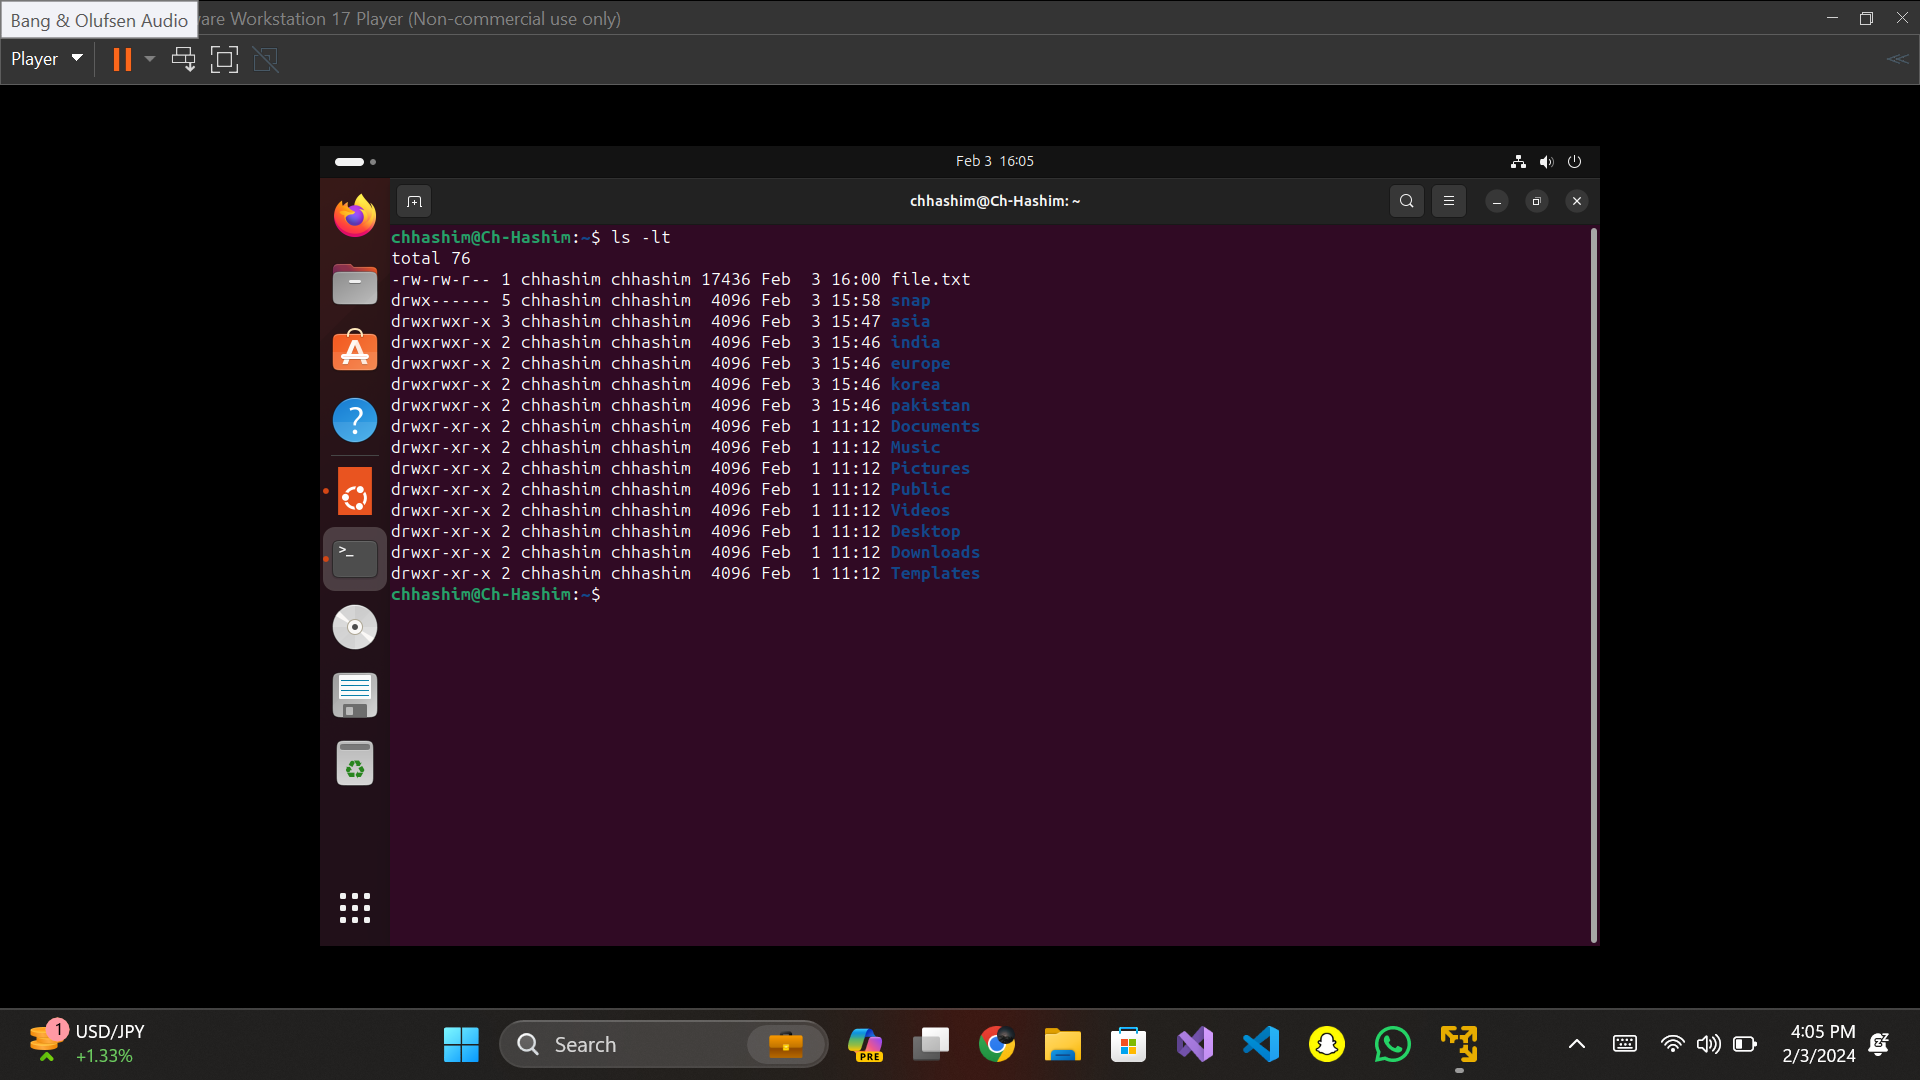 Bang & Olufsen Audio
are Workstation 17 Player (Non-commercial use only)
Player
Feb 3 16:05
chhashim@Ch-Hashim: ~
chhashim@Ch-Hashim:~$ ls -lt
total 76
-rw-rw-r-- 1 chhashim chhashim 17436 Feb  3 16:00 file.txt
drwx------ 5 chhashim chhashim  4096 Feb  3 15:58 snap
drwxrwxr-x 3 chhashim chhashim  4096 Feb  3 15:47 asia
drwxrwxr-x 2 chhashim chhashim  4096 Feb  3 15:46 india
drwxrwxr-x 2 chhashim chhashim  4096 Feb  3 15:46 europe
drwxrwxr-x 2 chhashim chhashim  4096 Feb  3 15:46 korea
drwxrwxr-x 2 chhashim chhashim  4096 Feb  3 15:46 pakistan
drwxr-xr-x 2 chhashim chhashim  4096 Feb  1 11:12 Documents
drwxr-xr-x 2 chhashim chhashim  4096 Feb  1 11:12 Music
drwxr-xr-x 2 chhashim chhashim  4096 Feb  1 11:12 Pictures
drwxr-xr-x 2 chhashim chhashim  4096 Feb  1 11:12 Public
drwxr-xr-x 2 chhashim chhashim  4096 Feb  1 11:12 Videos
drwxr-xr-x 2 chhashim chhashim  4096 Feb  1 11:12 Desktop
drwxr-xr-x 2 chhashim chhashim  4096 Feb  1 11:12 Downloads
drwxr-xr-x 2 chhashim chhashim  4096 Feb  1 11:12 Templates
chhashim@Ch-Hashim:~$
1
USD/JPY
+1.33%
Search
PRE
4:05 PM
2/3/2024